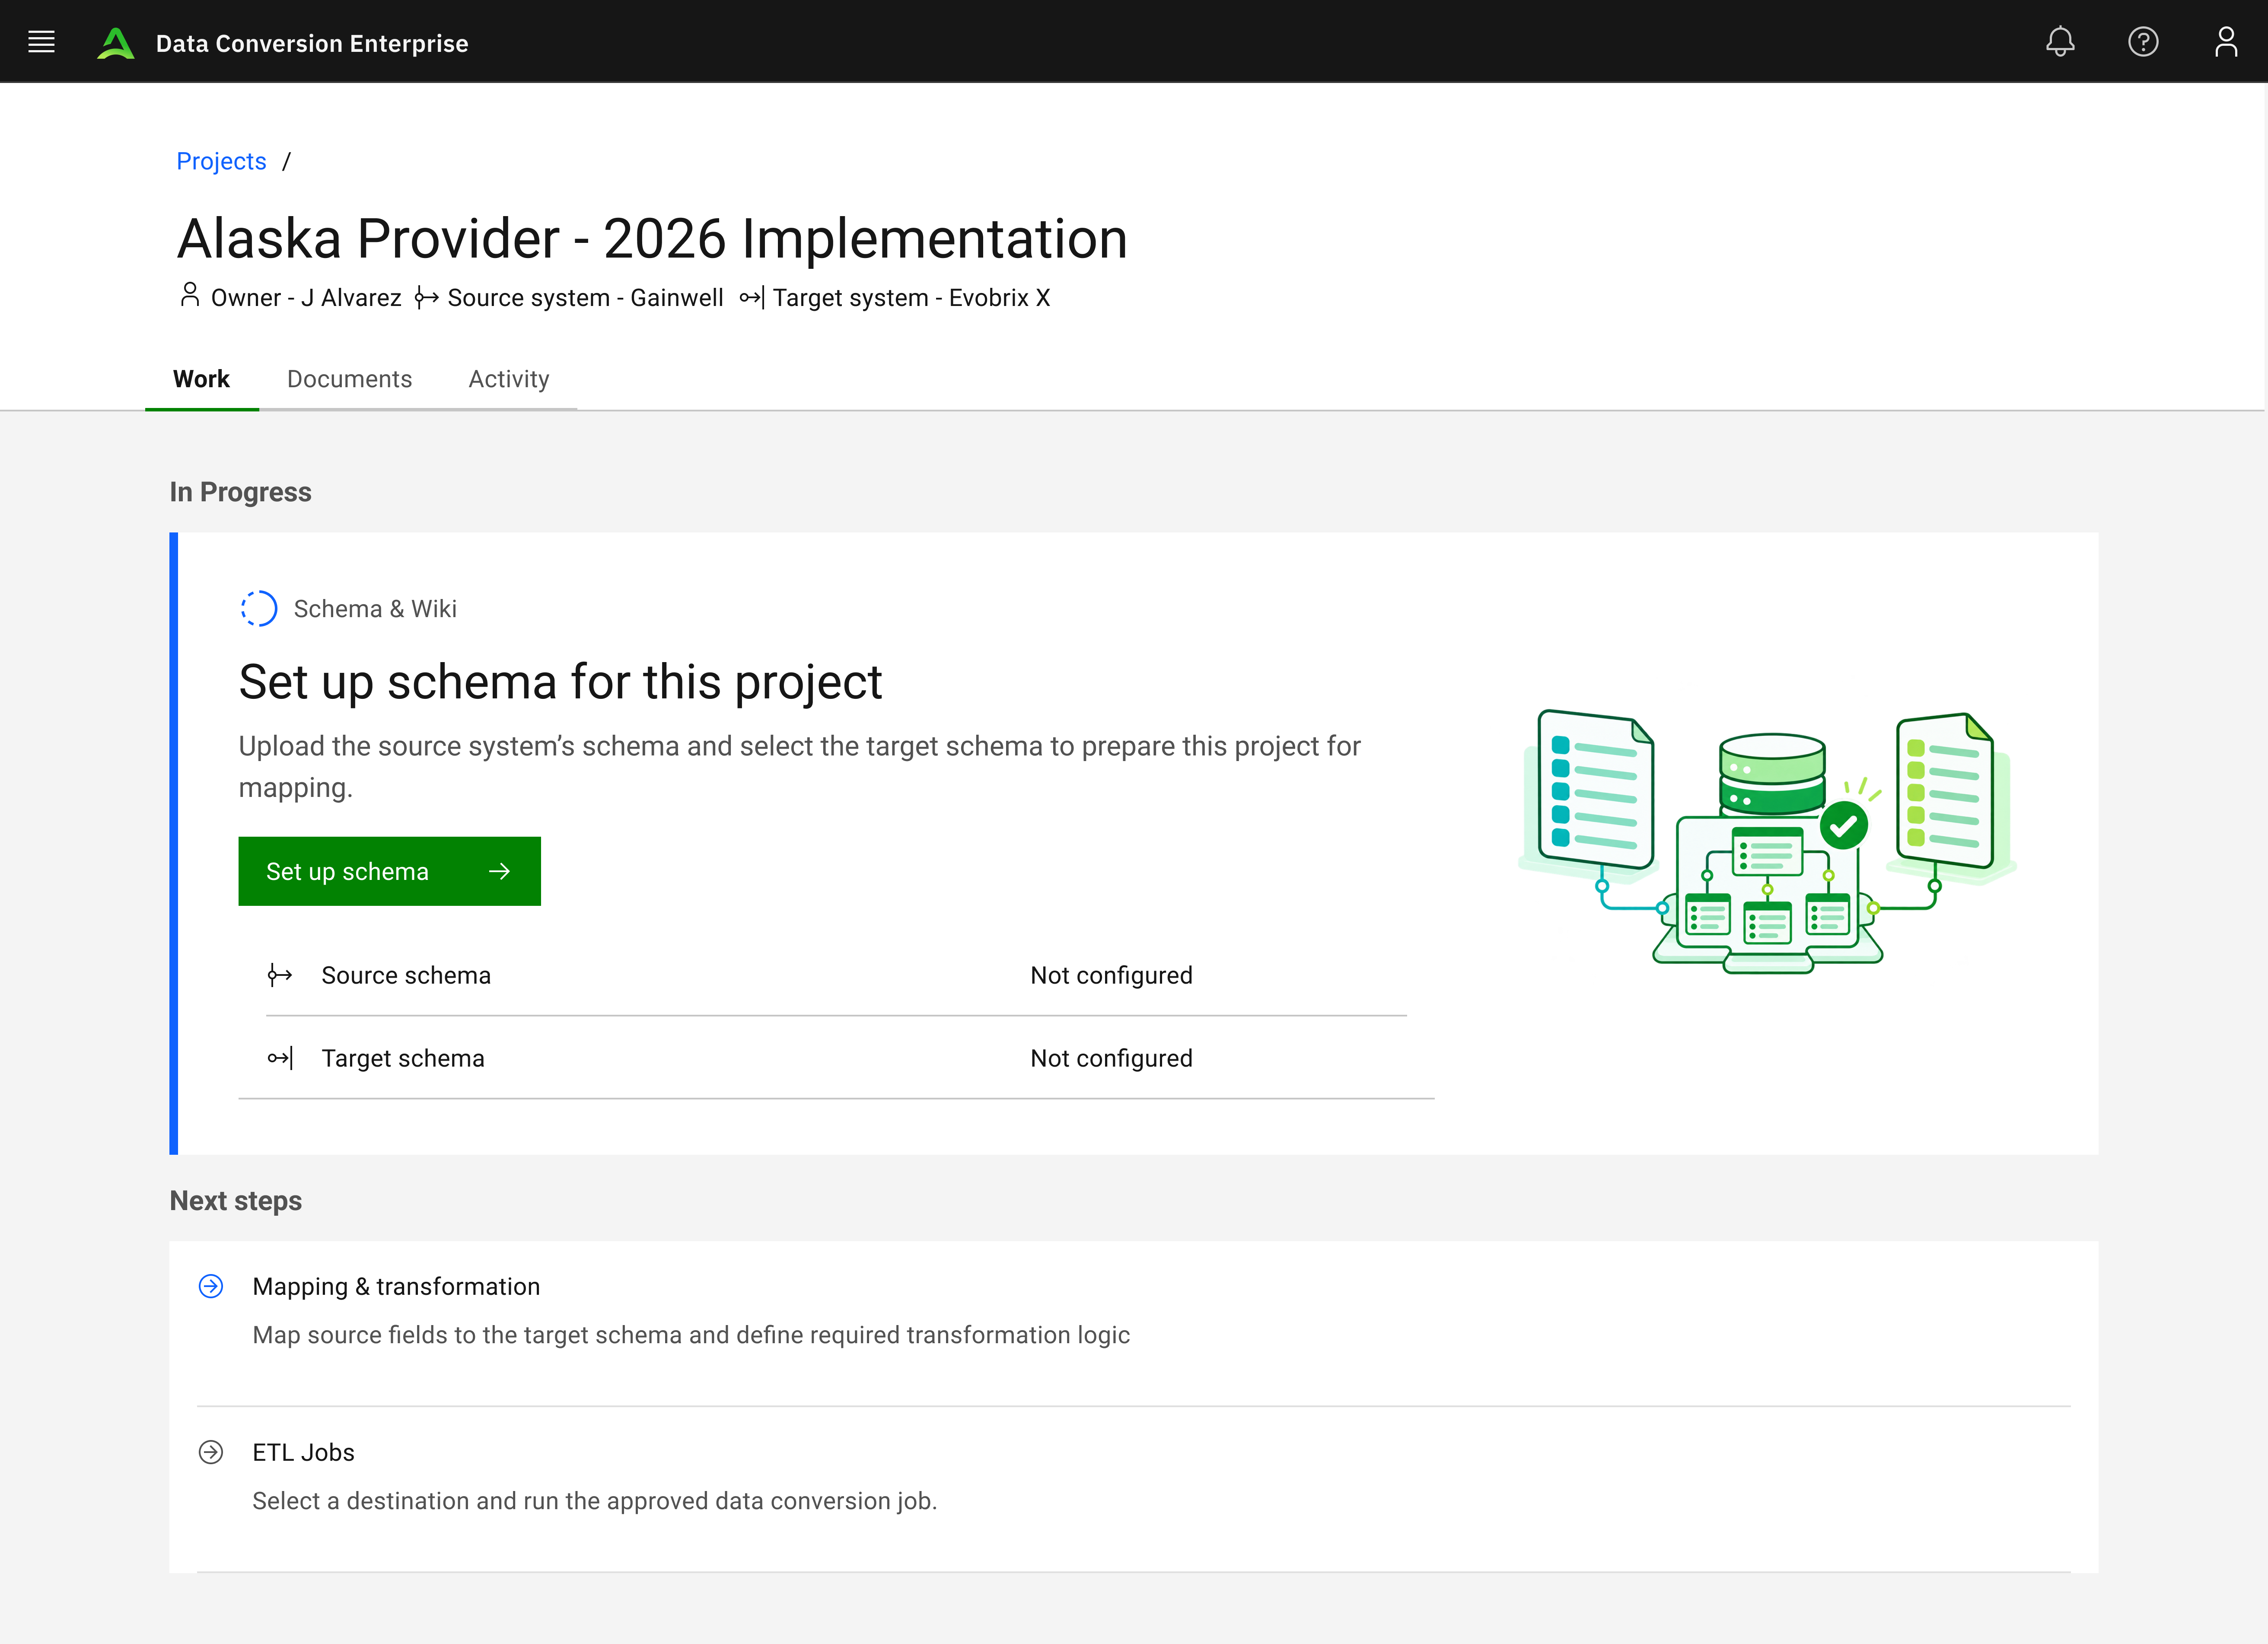 Data Conversion Enterprise
Projects /
Alaska Provider - 2026 Implementation
Owner - J Alvarez Source system - Gainwell Target system - Evobrix X
Work Documents Activity
In Progress
Schema & Wiki
Set up schema for this project
Upload the source system’s schema and select the target schema to prepare this project for
mapping.
Set up schema
Source schema Not configured
Target schema Not configured
Next steps
Mapping & transformation
Map source fields to the target schema and define required transformation logic
ETL Jobs
Select a destination and run the approved data conversion job.